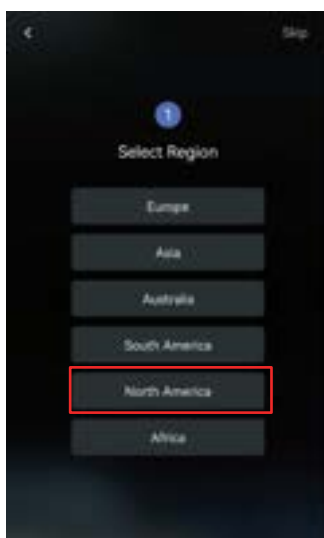 Skip
1
Select Region
Europe
Asia
Australia
South America
North America
Africa